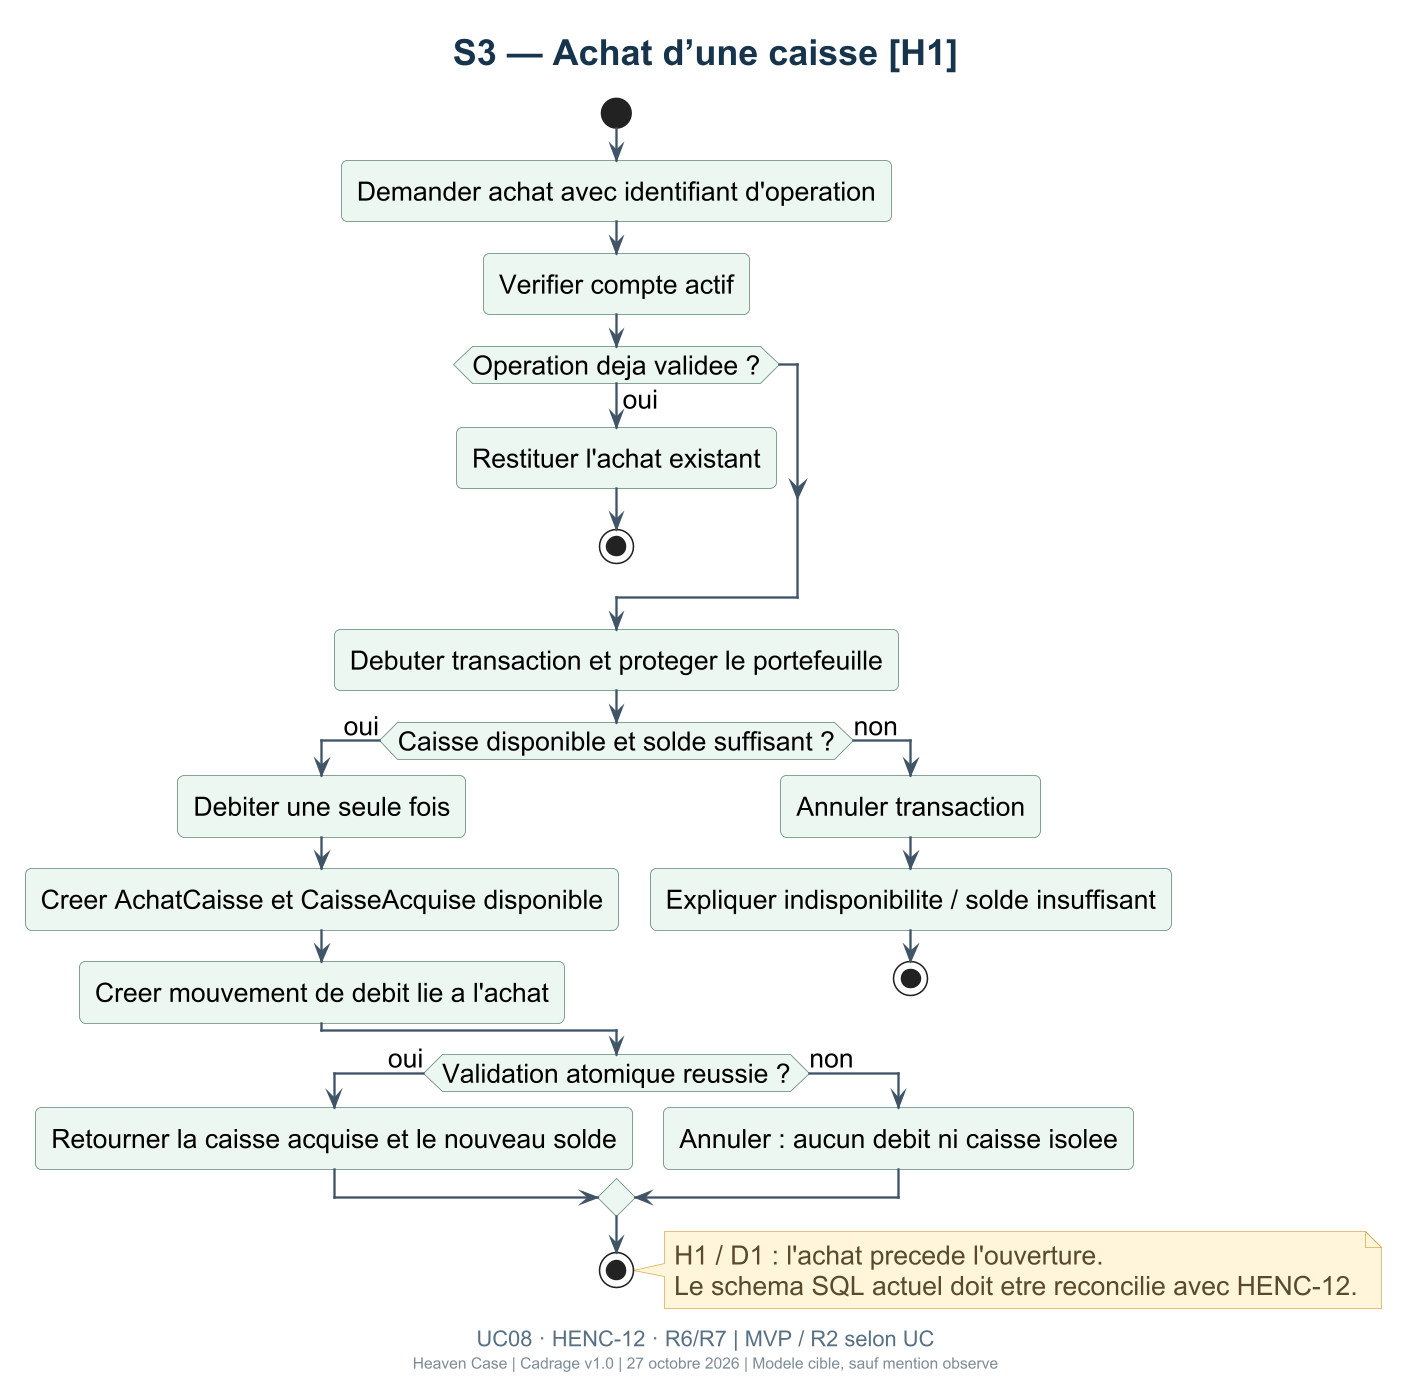 S3 — Achat d’une caisse [H1]
Demander achat avec identifiant d'operation
Verifier compte actif
Operation deja validee ?
oui
Restituer l'achat existant
Debuter transaction et proteger le portefeuille
oui
Caisse disponible et solde suffisant ?
non
Debiter une seule fois
Annuler transaction
Creer AchatCaisse et CaisseAcquise disponible
Expliquer indisponibilite / solde insuffisant
Creer mouvement de debit lie a l'achat
oui
Validation atomique reussie ?
non
Retourner la caisse acquise et le nouveau solde
Annuler : aucun debit ni caisse isolee
H1 / D1 : l'achat precede l'ouverture.
Le schema SQL actuel doit etre reconcilie avec HENC-12.
UC08 · HENC-12 · R6/R7 | MVP / R2 selon UC
Heaven Case | Cadrage v1.0 | 27 octobre 2026 | Modele cible, sauf mention observe